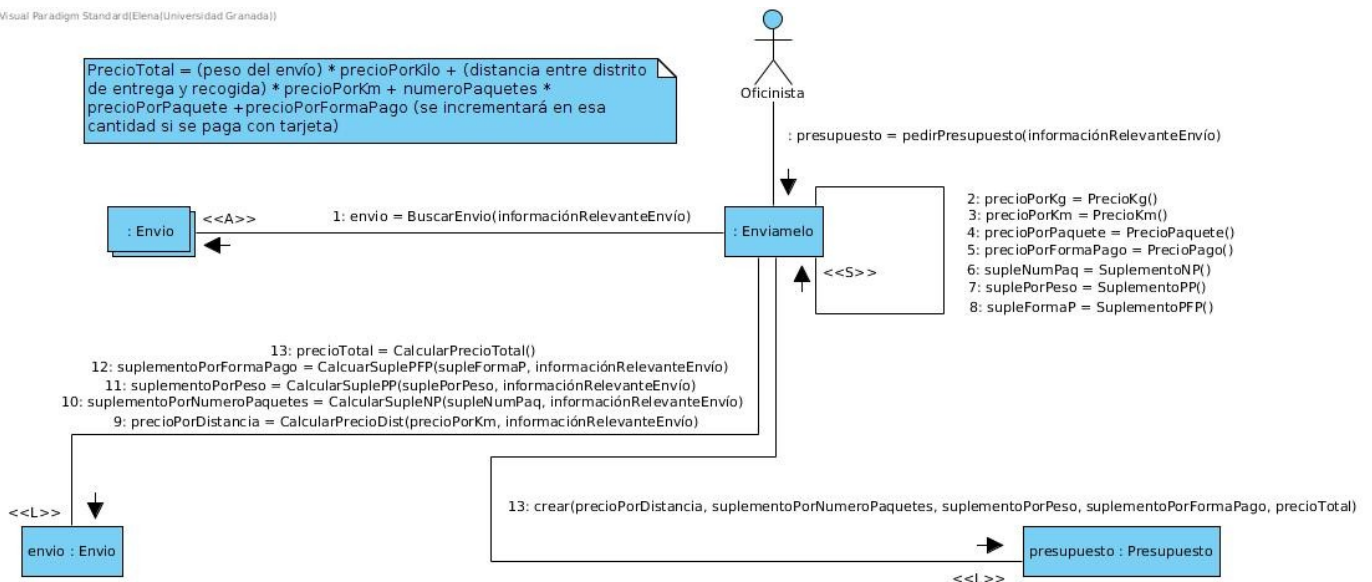 Visual Paradigm Standard(Elena(Universidad Granada))
PrecioTotal = (peso del envío) * precioPorKilo + (distancia entre distrito
de entrega y recogida) * precioPorKm + numeroPaquetes *
precioPorPaquete +precioPorFormaPago (se incrementará en esa
cantidad si se paga con tarjeta)
Oficinista
: presupuesto = pedirPresupuesto(informaciónRelevanteEnvío)
: Envio
<<A>>
1: envio = BuscarEnvio(informaciónRelevanteEnvío)
: Enviamelo
<<S>>
2: precioPorKg = PrecioKg()
3: precioPorKm = PrecioKm()
4: precioPorPaquete = PrecioPaquete()
5: precioPorFormaPago = PrecioPago()
6: supleNumPaq = SuplementoNP()
7: suplePorPeso = SuplementoPP()
8: supleFormaP = SuplementoPFP()
13: precioTotal = CalcularPrecioTotal()
12: suplementoPorFormaPago = CalcuarSuplePFP(supleFormaP, informaciónRelevanteEnvío)
11: suplementoPorPeso = CalcularSuplePP(suplePorPeso, informaciónRelevanteEnvío)
10: suplementoPorNumeroPaquetes = CalcularSupleNP(supleNumPaq, informaciónRelevanteEnvío)
9: precioPorDistancia = CalcularPrecioDist(precioPorKm, informaciónRelevanteEnvío)
<<L>>
envio : Envio
13: crear(precioPorDistancia, suplementoPorNumeroPaquetes, suplementoPorPeso, suplementoPorFormaPago, precioTotal)
presupuesto : Presupuesto
<<L>>